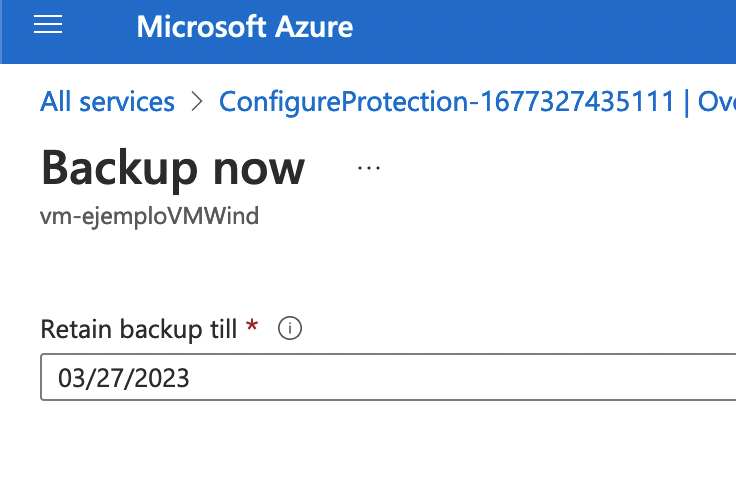 Microsoft Azure
All services > ConfigureProtection-1677327435111 | Ov
Backup now ...
vm-ejemploVMWind
Retain backup till *
03/27/2023